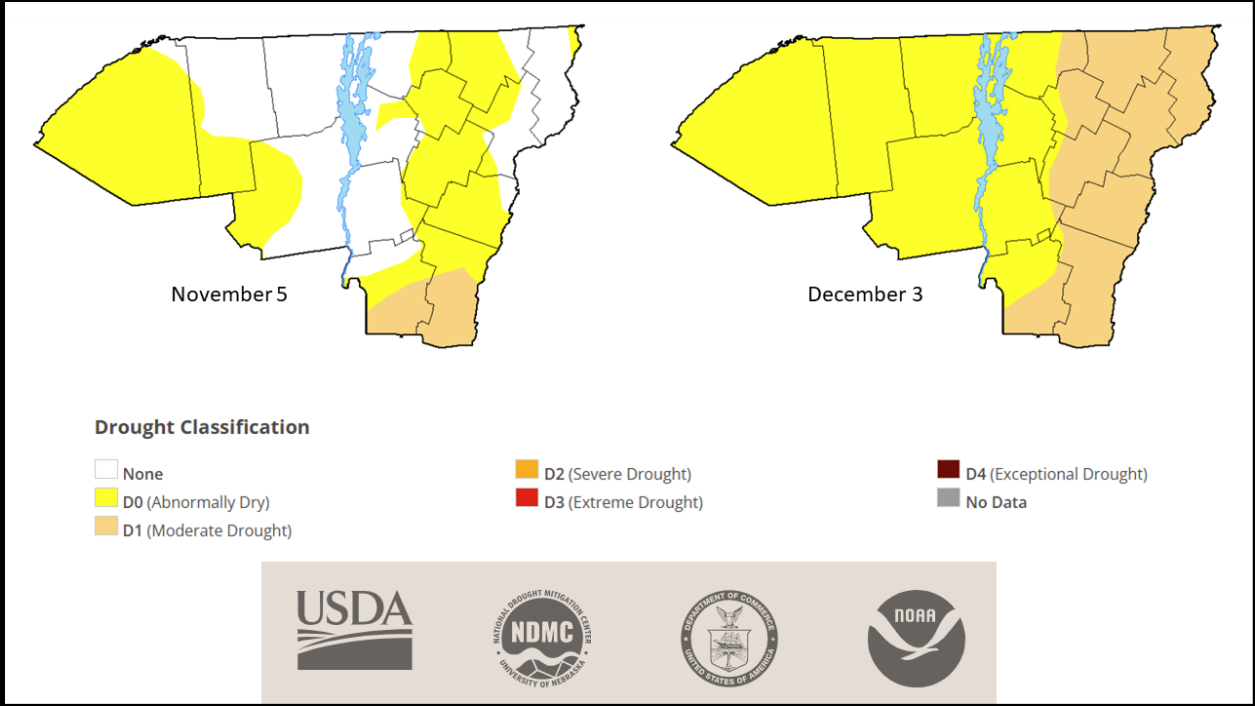 November 5
December 3
Drought Classification
None
D0 (Abnormally Dry)
D1 (Moderate Drought)
D2 (Severe Drought)
D3 (Extreme Drought)
D4 (Exceptional Drought)
No Data
USDA
NATIONAL DROUGHT MITIGATION CENTER
NDMC
UNIVERSITY OF NEBRASKA
DEPARTMENT OF COMMERCE
UNITED STATES OF AMERICA
NOAA